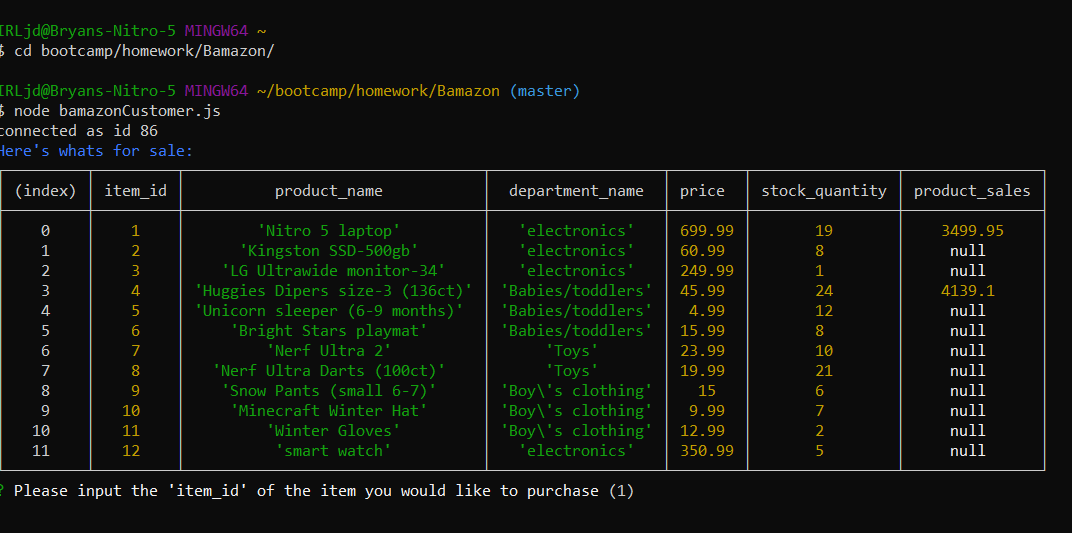 IRLjd@Bryans-Nitro-5 MINGW64 ~
$ cd bootcamp/homework/Bamazon/
IRLjd@Bryans-Nitro-5 MINGW64 ~/bootcamp/homework/Bamazon (master)
$ node bamazonCustomer.js
connected as id 86
Here's whats for sale:
(index) item_id product_name department_name price stock_quantity product_sales
0 1 'Nitro 5 laptop' 'electronics' 699.99 19 3499.95
1 2 'Kingston SSD-500gb' 'electronics' 60.99 8 null
2 3 'LG Ultrawide monitor-34' 'electronics' 249.99 1 null
3 4 'Huggies Dipers size-3 (136ct)' 'Babies/toddlers' 45.99 24 4139.1
4 5 'Unicorn sleeper (6-9 months)' 'Babies/toddlers' 4.99 12 null
5 6 'Bright Stars playmat' 'Babies/toddlers' 15.99 8 null
6 7 'Nerf Ultra 2' 'Toys' 23.99 10 null
7 8 'Nerf Ultra Darts (100ct)' 'Toys' 19.99 21 null
8 9 'Snow Pants (small 6-7)' 'Boy\'s clothing' 15 6 null
9 10 'Minecraft Winter Hat' 'Boy\'s clothing' 9.99 7 null
10 11 'Winter Gloves' 'Boy\'s clothing' 12.99 2 null
11 12 'smart watch' 'electronics' 350.99 5 null
? Please input the 'item_id' of the item you would like to purchase (1)